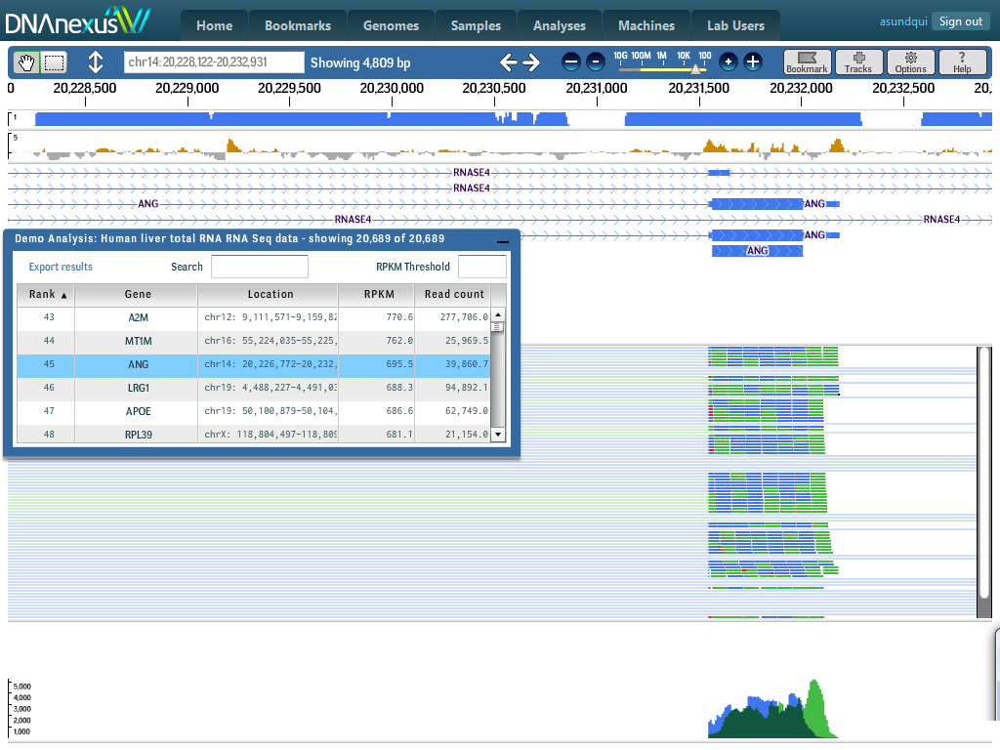 DNAnexus
Home Bookmarks Genomes Samples Analyses Machines Lab Users
asundqui Sign out
chr14: 20,228,122-20,232,931 Showing 4,809 bp
10G 100M 1M 10K 100
Bookmark Tracks Options ? Help
0 20,228,500 20,229,000 20,229,500 20,230,000 20,230,500 20,231,000 20,231,500 20,232,000 20,232,500 20,
1
5
RNASE4
RNASE4
ANG ANG
RNASE4 RNASE4
ANG
ANG
Demo Analysis: Human liver total RNA RNA Seq data - showing 20,689 of 20,689
Export results Search RPKM Threshold
Rank Gene Location RPKM Read count
43 A2M chr12: 9,111,571-9,159,82 770.6 277,706.0
44 MT1M chr16: 55,224,035-55,225, 762.0 25,969.5
45 ANG chr14: 20,226,772-20,232, 695.5 39,860.7
46 LRG1 chr19: 4,488,227-4,491,03 688.3 94,892.1
47 APOE chr19: 50,100,879-50,104, 686.6 62,749.0
48 RPL39 chrX: 118,804,497-118,809 681.1 21,154.0
5,000
4,000
3,000
2,000
1,000